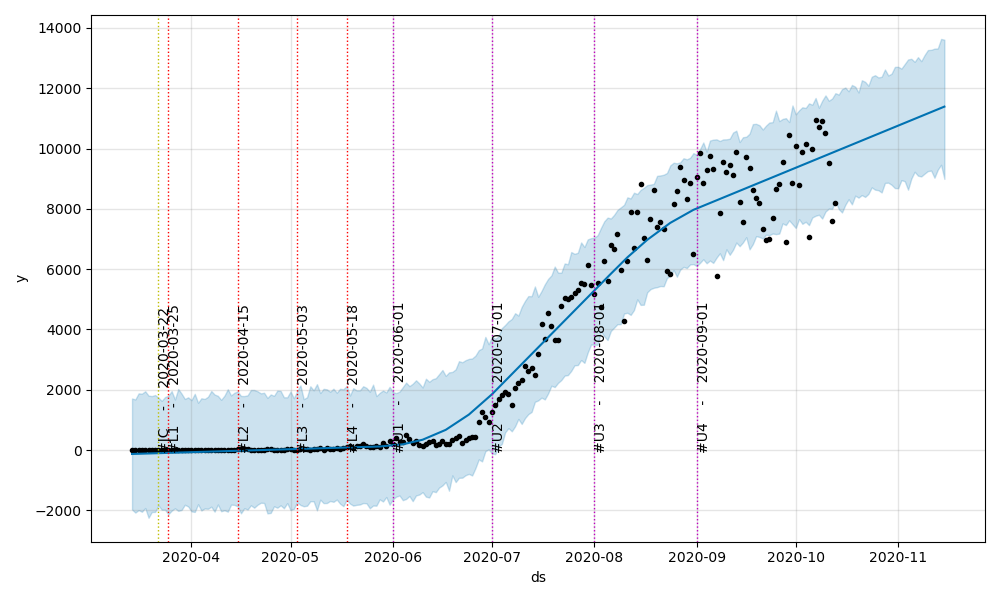 14000
12000
10000
8000
6000
4000
2000
0
−2000
y
#JC - 2020-03-22
#L1 - 2020-03-25
#L2 - 2020-04-15
#L3 - 2020-05-03
#L4 - 2020-05-18
#U1 - 2020-06-01
#U2 - 2020-07-01
#U3 - 2020-08-01
#U4 - 2020-09-01
2020-04 2020-05 2020-06 2020-07 2020-08 2020-09 2020-10 2020-11
ds